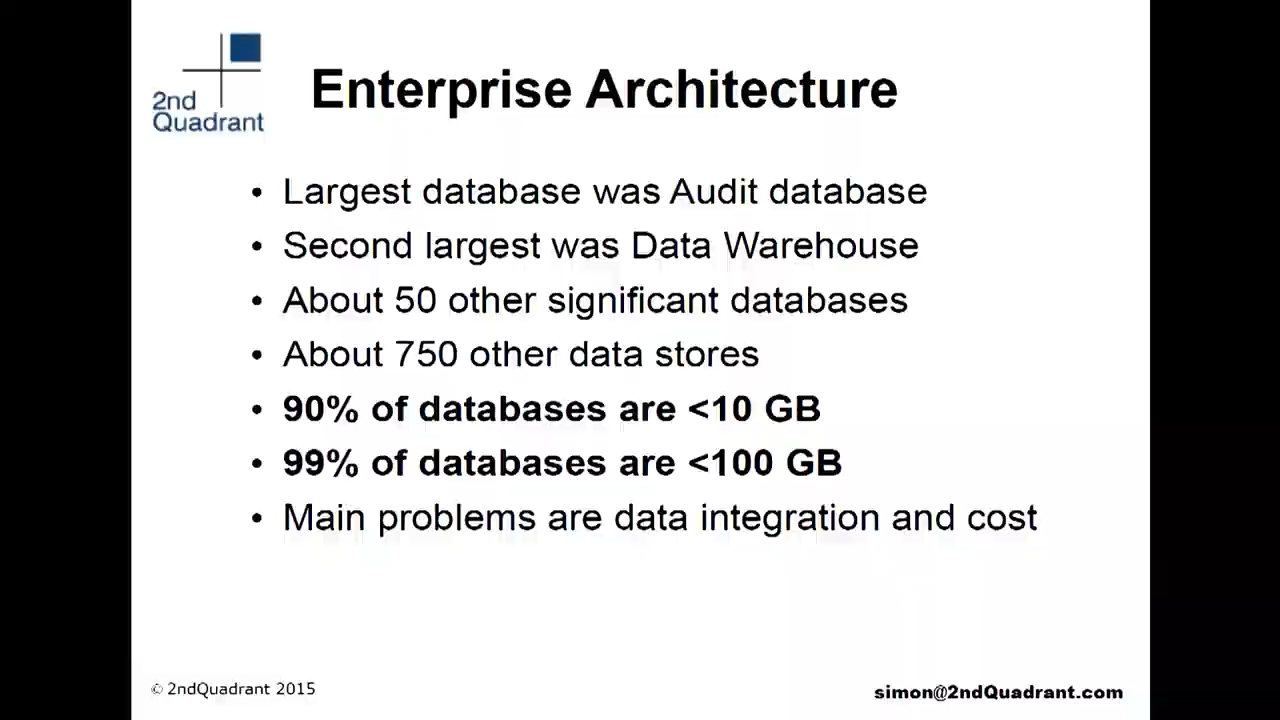 2nd
Quadrant
Enterprise Architecture
• Largest database was Audit database
• Second largest was Data Warehouse
• About 50 other significant databases
• About 750 other data stores
• 90% of databases are <10 GB
• 99% of databases are <100 GB
• Main problems are data integration and cost
© 2ndQuadrant 2015
simon@2ndQuadrant.com